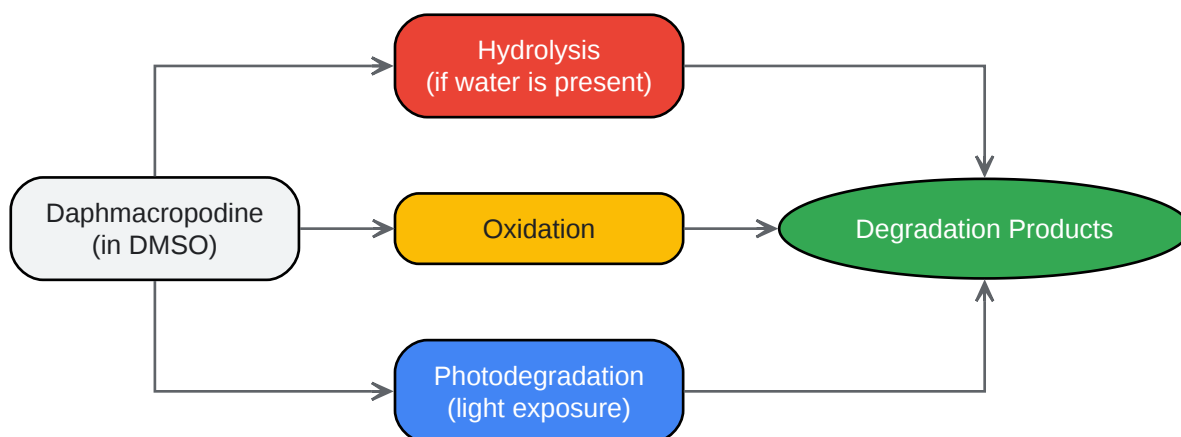 Hydrolysis
(if water is present)
Daphmacropodine
(in DMSO)
Oxidation
Degradation Products
Photodegradation
(light exposure)